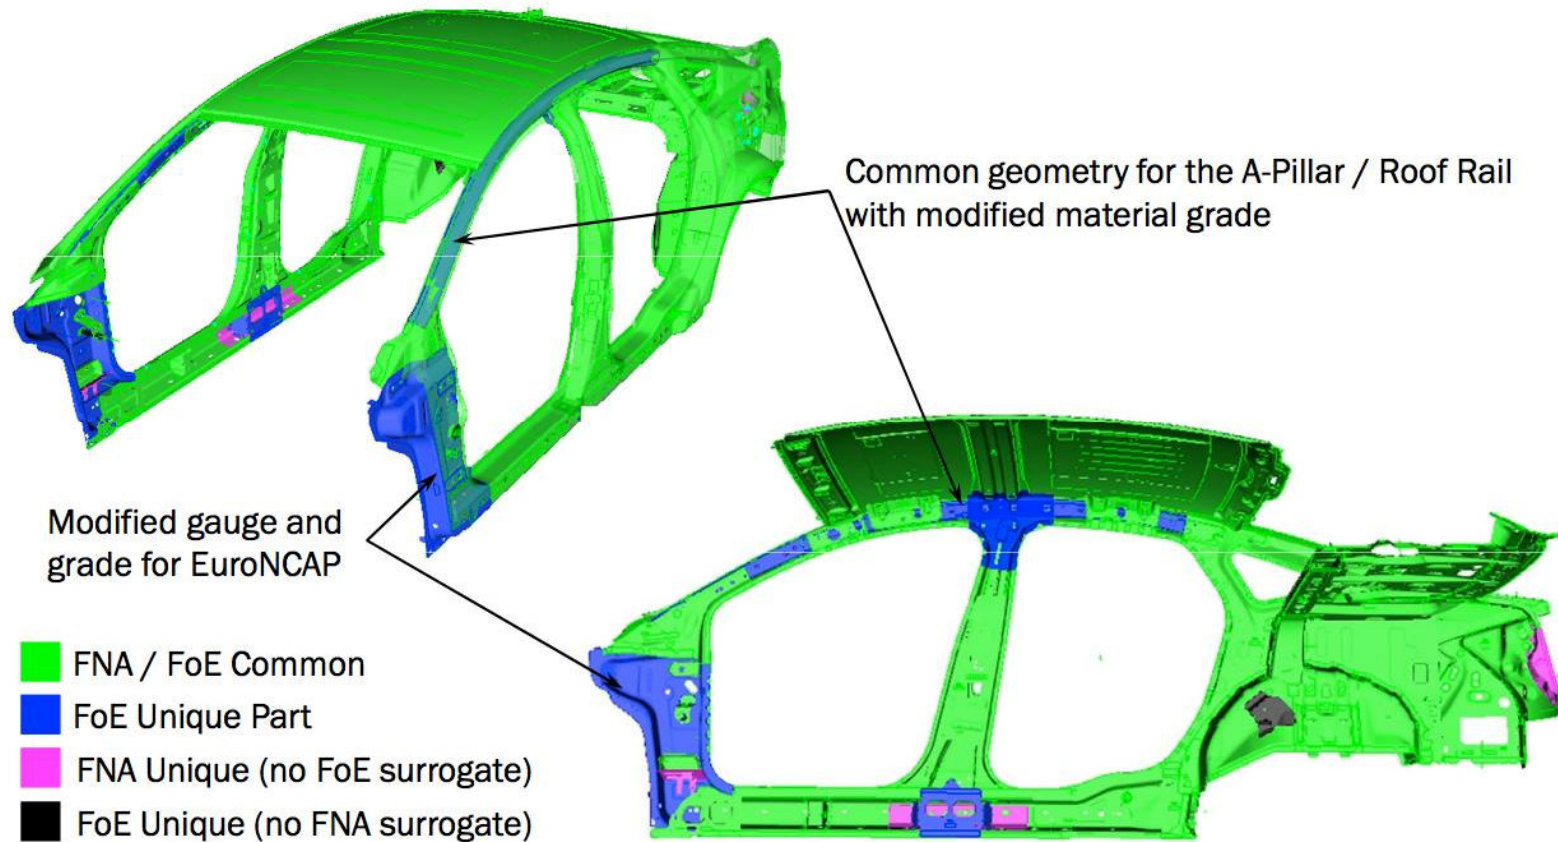 Common geometry for the A-Pillar / Roof Rail
with modified material grade
Modified gauge and
grade for EuroNCAP
FNA / FoE Common
FoE Unique Part
FNA Unique (no FoE surrogate)
FoE Unique (no FNA surrogate)